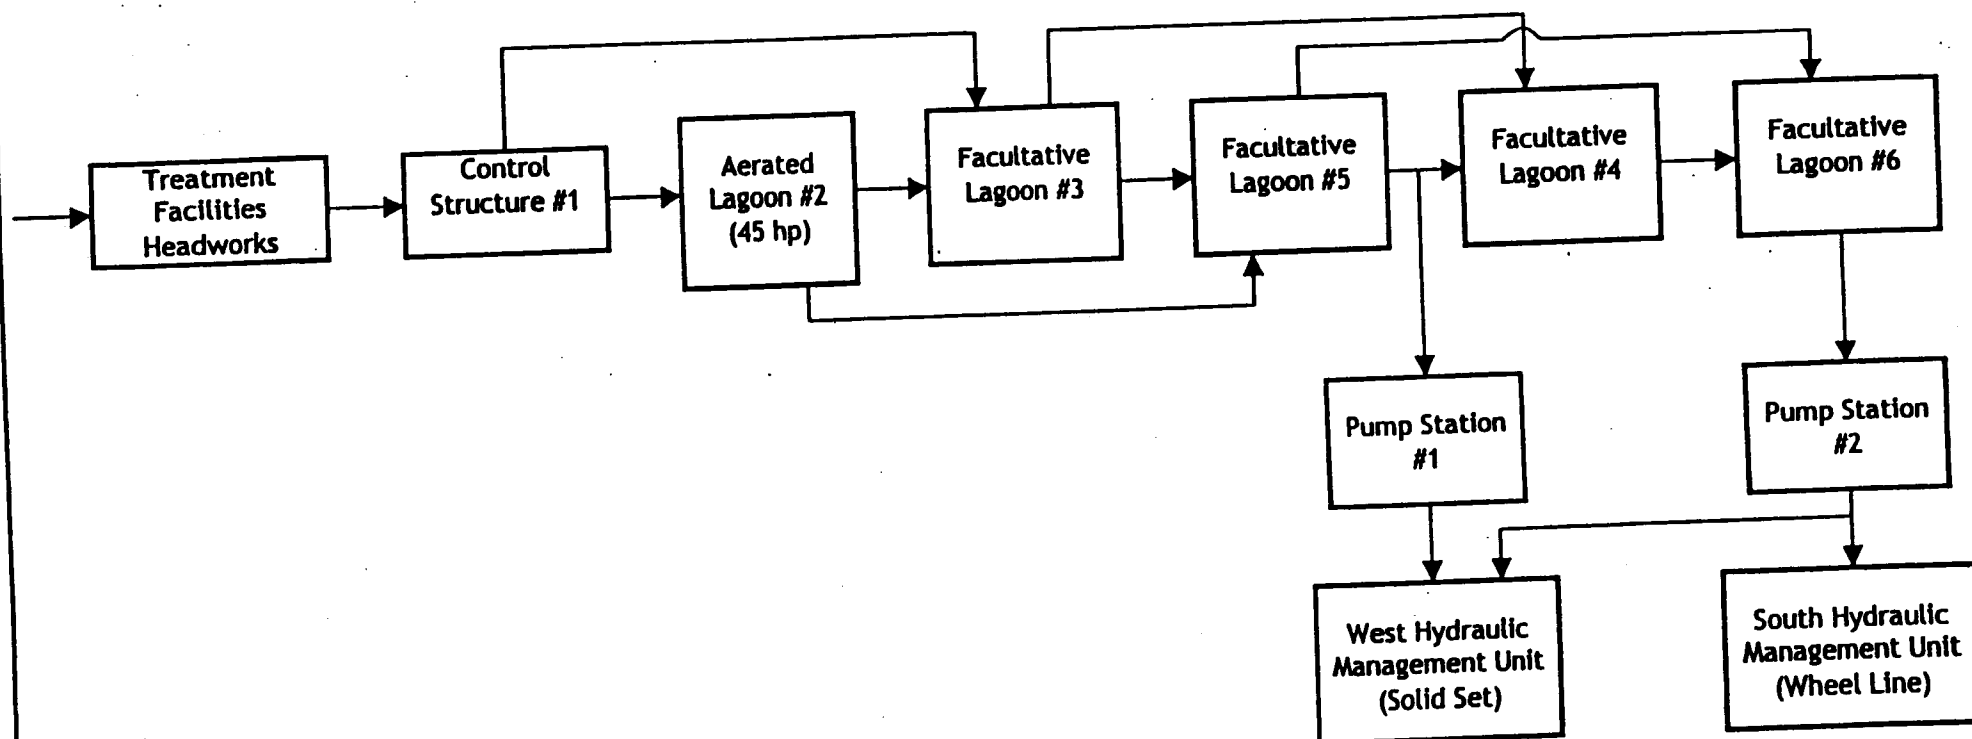 Treatment
Facilities
Headworks
Control
Structure #1
Aerated
Lagoon #2
(45 hp)
Facultative
Lagoon #3
Facultative
Lagoon #5
Facultative
Lagoon #4
Facultative
Lagoon #6
Pump Station
#1
Pump Station
#2
West Hydraulic
Management Unit
(Solid Set)
South Hydraulic
Management Unit
(Wheel Line)